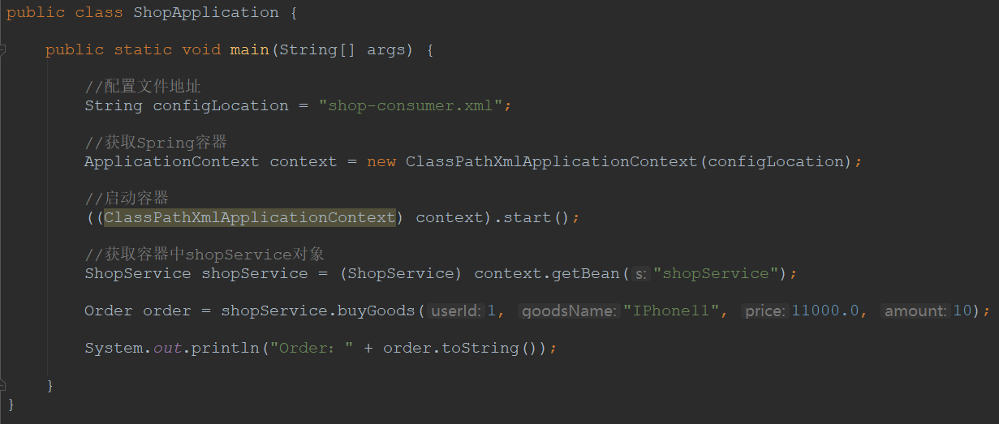 public class ShopApplication {
public static void main(String[] args) {
//配置文件地址
String configLocation = "shop-consumer.xml";
//获取Spring容器
ApplicationContext context = new ClassPathXmlApplicationContext(configLocation);
//启动容器
((ClassPathXmlApplicationContext) context).start();
//获取容器中shopService对象
ShopService shopService = (ShopService) context.getBean( s: "shopService");
Order order = shopService.buyGoods( userId: 1, goodsName: "IPhone11", price: 11000.0, amount: 10);
System.out.println("Order：" + order.toString());
}
}